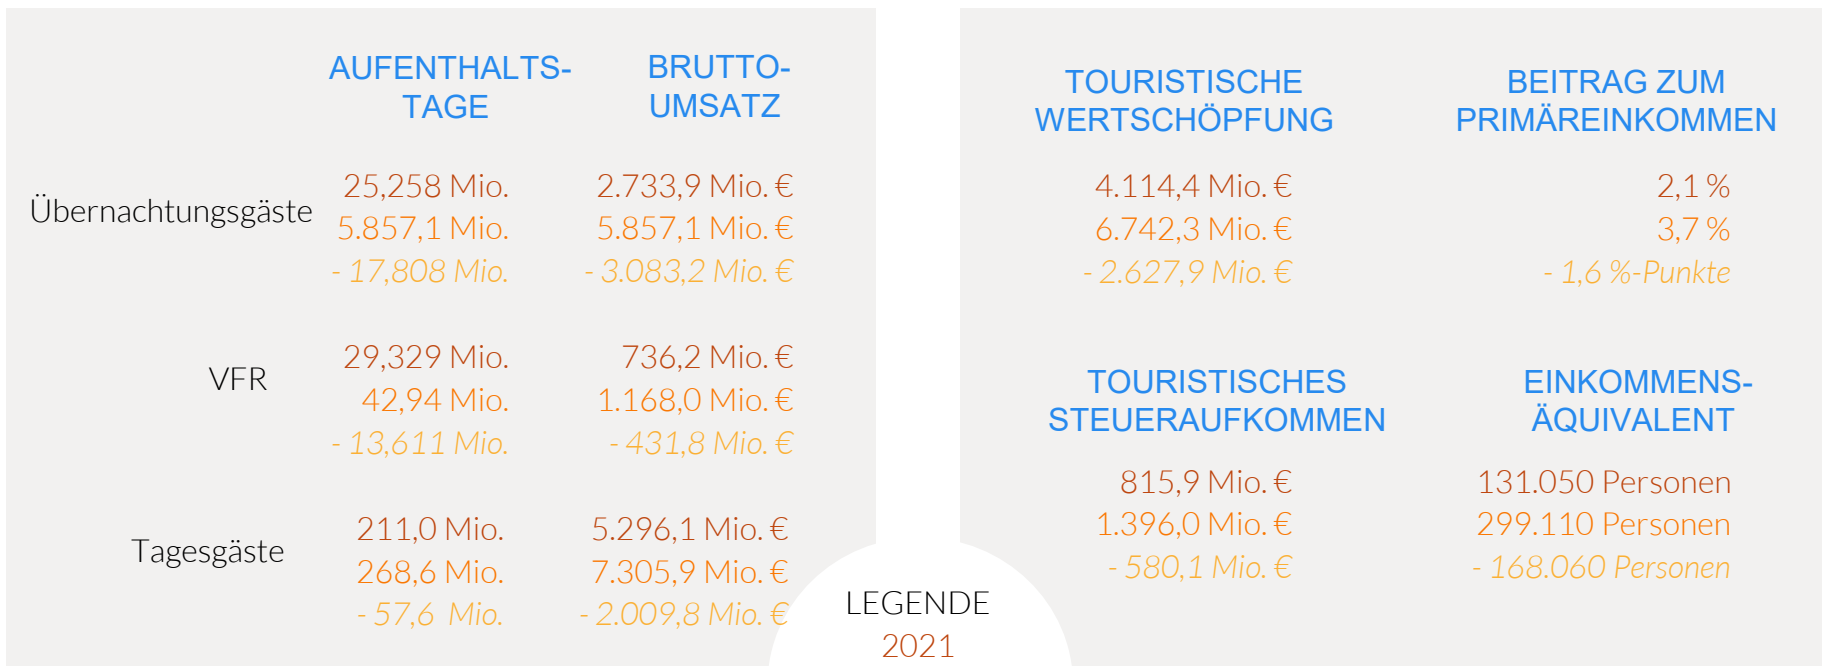 AUFENTHALTS-
TAGE
BRUTTO-
UMSATZ
Übernachtungsgäste
25,258 Mio.
2.733,9 Mio. €
5.857,1 Mio.
5.857,1 Mio. €
- 17,808 Mio.
- 3.083,2 Mio. €
VFR
29,329 Mio.
736,2 Mio. €
42,94 Mio.
1.168,0 Mio. €
- 13,611 Mio.
- 431,8 Mio. €
Tagesgäste
211,0 Mio.
5.296,1 Mio. €
268,6 Mio.
7.305,9 Mio. €
- 57,6 Mio.
- 2.009,8 Mio. €
TOURISTISCHE
WERTSCHÖPFUNG
4.114,4 Mio. €
6.742,3 Mio. €
- 2.627,9 Mio. €
BEITRAG ZUM
PRIMÄREINKOMMEN
2,1 %
3,7 %
- 1,6 %-Punkte
TOURISTISCHES
STEUERAUFKOMMEN
815,9 Mio. €
1.396,0 Mio. €
- 580,1 Mio. €
EINKOMMENS-
ÄQUIVALENT
131.050 Personen
299.110 Personen
- 168.060 Personen
LEGENDE
2021